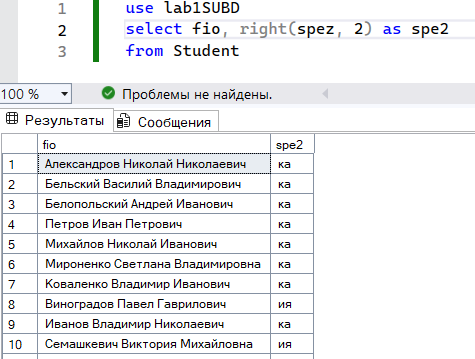 1 use lab1SUBD
2 select fio, right(spez, 2) as spe2
3 from Student
100 % Проблемы не найдены.
Результаты Сообщения
fio spe2
1 Александров Николай Николаевич ка
2 Бельский Василий Владимирович ка
3 Белопольский Андрей Иванович ка
4 Петров Иван Петрович ка
5 Михайлов Николай Иванович ка
6 Мироненко Светлана Владимировна ка
7 Коваленко Владимир Иванович ка
8 Виноградов Павел Гаврилович ия
9 Иванов Владимир Николаевич ка
10 Семашкевич Виктория Михайловна ия